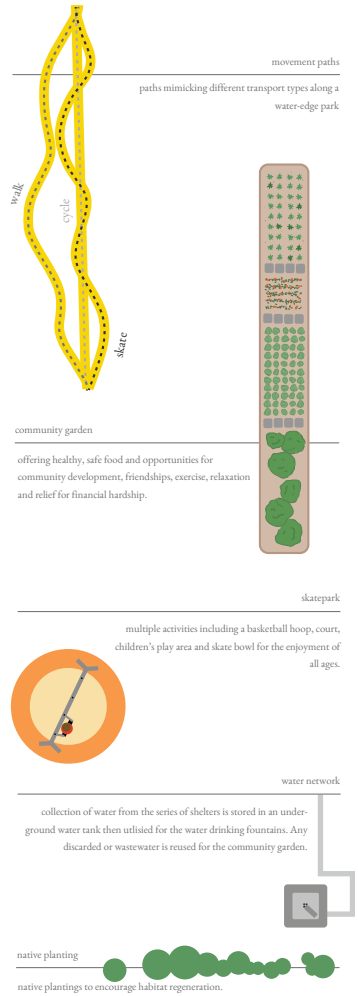 movement paths
paths mimicking different transport types along a
water-edge park
walk
cycle
skate
community garden
offering healthy, safe food and opportunities for
community development, friendships, exercise, relaxation
and relief for financial hardship.
skatepark
multiple activities including a basketball hoop, court,
children's play area and skate bowl for the enjoyment of
all ages.
water network
collection of water from the series of shelters is stored in an under-
ground water tank then utlisied for the water drinking fountains. Any
discarded or wastewater is reused for the community garden.
native planting
native plantings to encourage habitat regeneration.